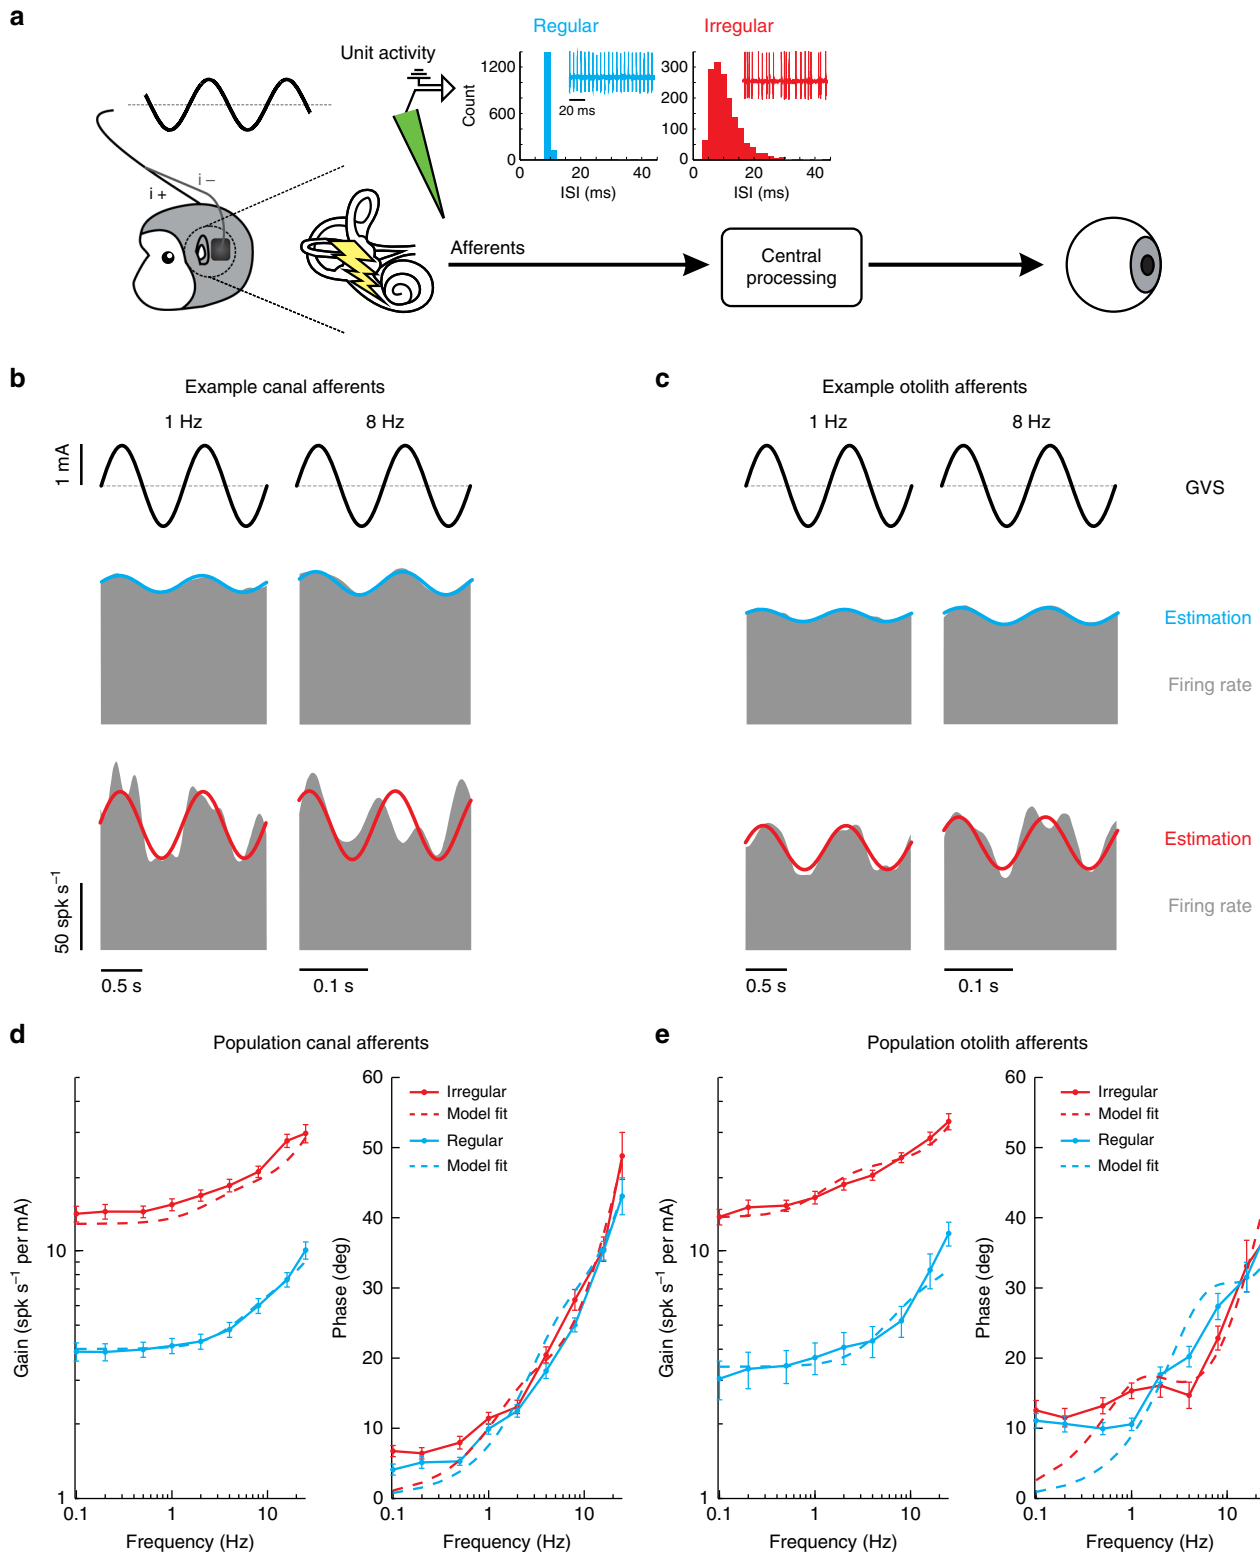 a
Unit activity
i +
i −
Regular
Irregular
Count
1200
600
0
20 ms
0
20
40
ISI (ms)
300
200
100
0
0
20
40
ISI (ms)
Afferents
Central
processing
b
Example canal afferents
1 Hz
8 Hz
1 mA
50 spk s⁻¹
0.5 s
0.1 s
c
Example otolith afferents
1 Hz
8 Hz
GVS
Estimation
Firing rate
Estimation
Firing rate
0.5 s
0.1 s
d
Population canal afferents
Gain (spk s⁻¹ per mA)
10
1
0.1
1
10
Frequency (Hz)
Phase (deg)
60
50
40
30
20
10
0
Irregular
Model fit
Regular
Model fit
0.1
1
10
Frequency (Hz)
e
Population otolith afferents
Gain (spk s⁻¹ per mA)
10
1
0.1
1
10
Frequency (Hz)
Phase (deg)
60
50
40
30
20
10
0
Irregular
Model fit
Regular
Model fit
0.1
1
10
Frequency (Hz)